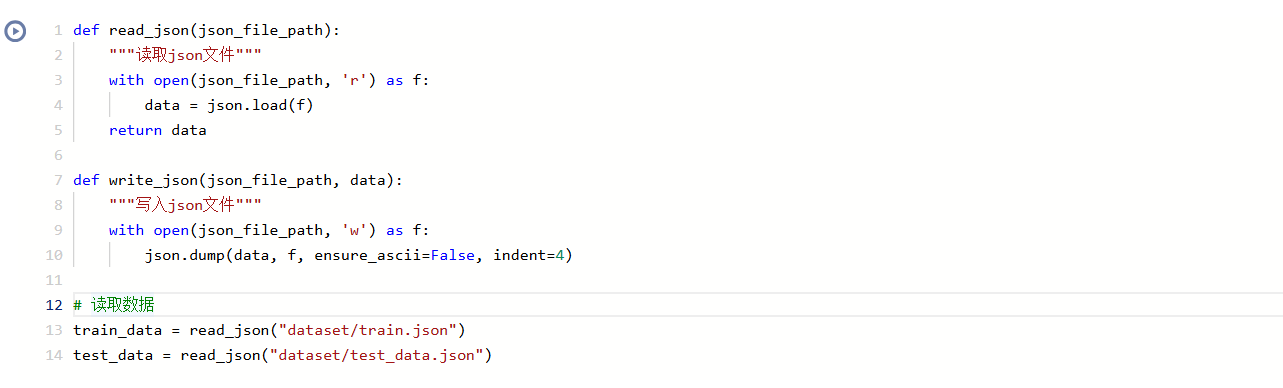 1 def read_json(json_file_path):
2     """读取json文件"""
3     with open(json_file_path, 'r') as f:
4         data = json.load(f)
5     return data
6
7 def write_json(json_file_path, data):
8     """写入json文件"""
9     with open(json_file_path, 'w') as f:
10         json.dump(data, f, ensure_ascii=False, indent=4)
11
12 # 读取数据
13 train_data = read_json("dataset/train.json")
14 test_data = read_json("dataset/test_data.json")